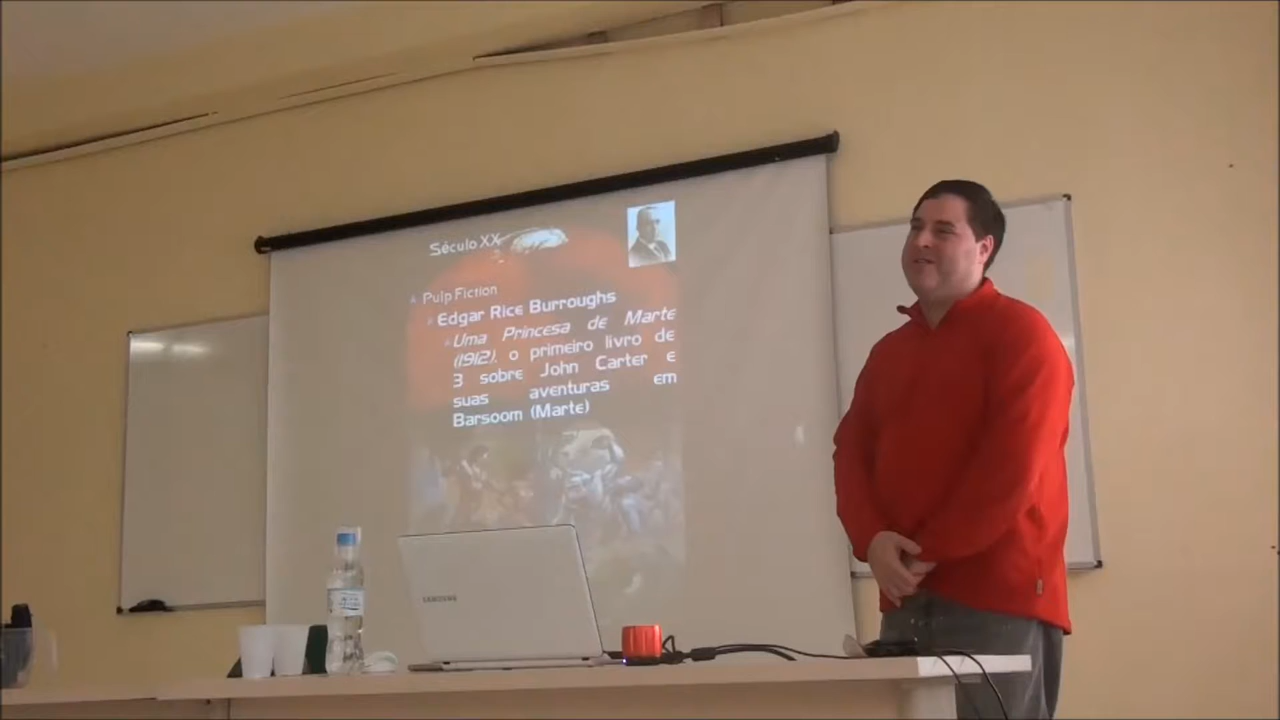 Século XX
Pulp Fiction
Edgar Rice Burroughs
Uma Princesa de Marte
(1912), o primeiro livro de
3 sobre John Carter e
suas aventuras em
Barsoom (Marte)
SAMSUNG